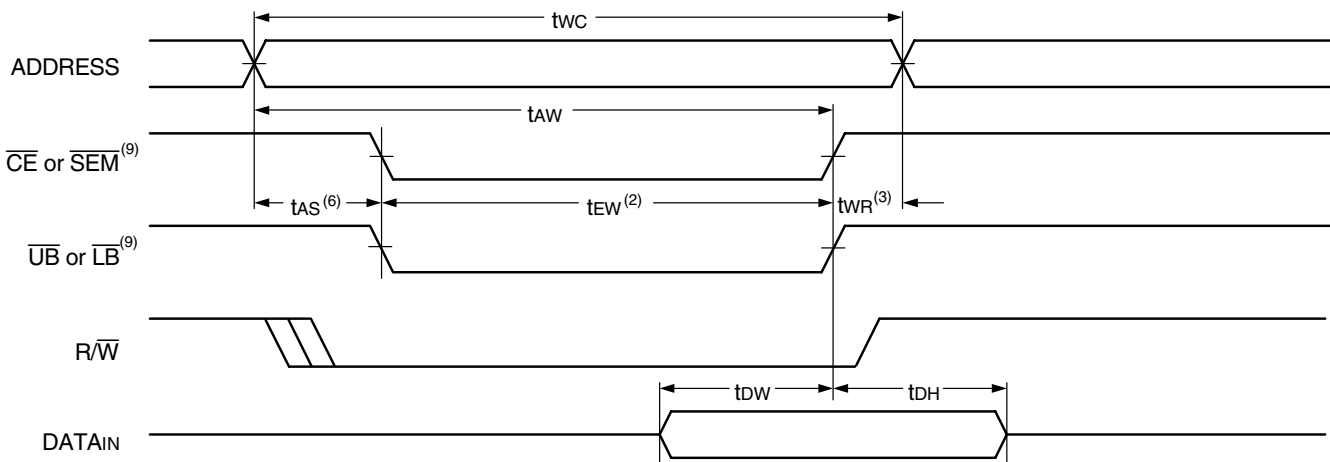 tWC
ADDRESS
tAW
CE or SEM(9)
tAS(6)
tEW(2)
tWR(3)
UB or LB(9)
R/W
tDW
tDH
DATAIN